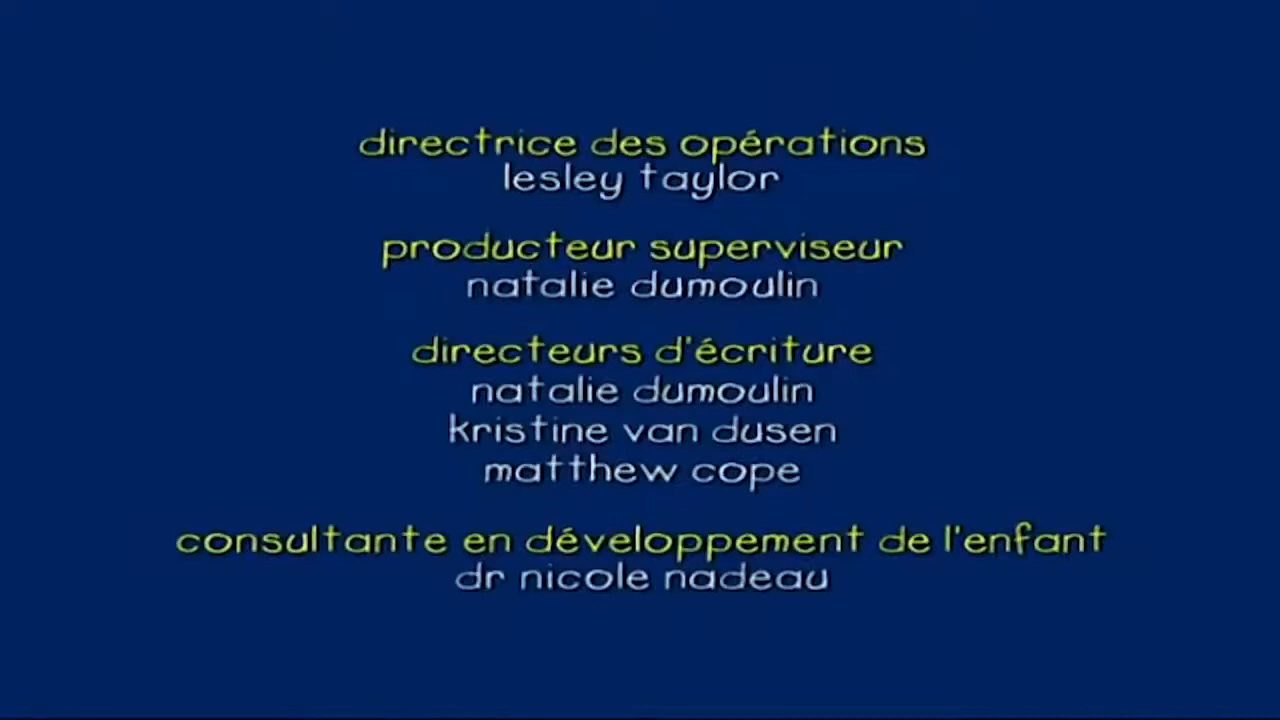 directrice des opérations
lesley taylor
producteur superviseur
natalie dumoulin
directeurs d'écriture
natalie dumoulin
kristine van dusen
matthew cope
consultante en développement de l'enfant
dr nicole nadeau